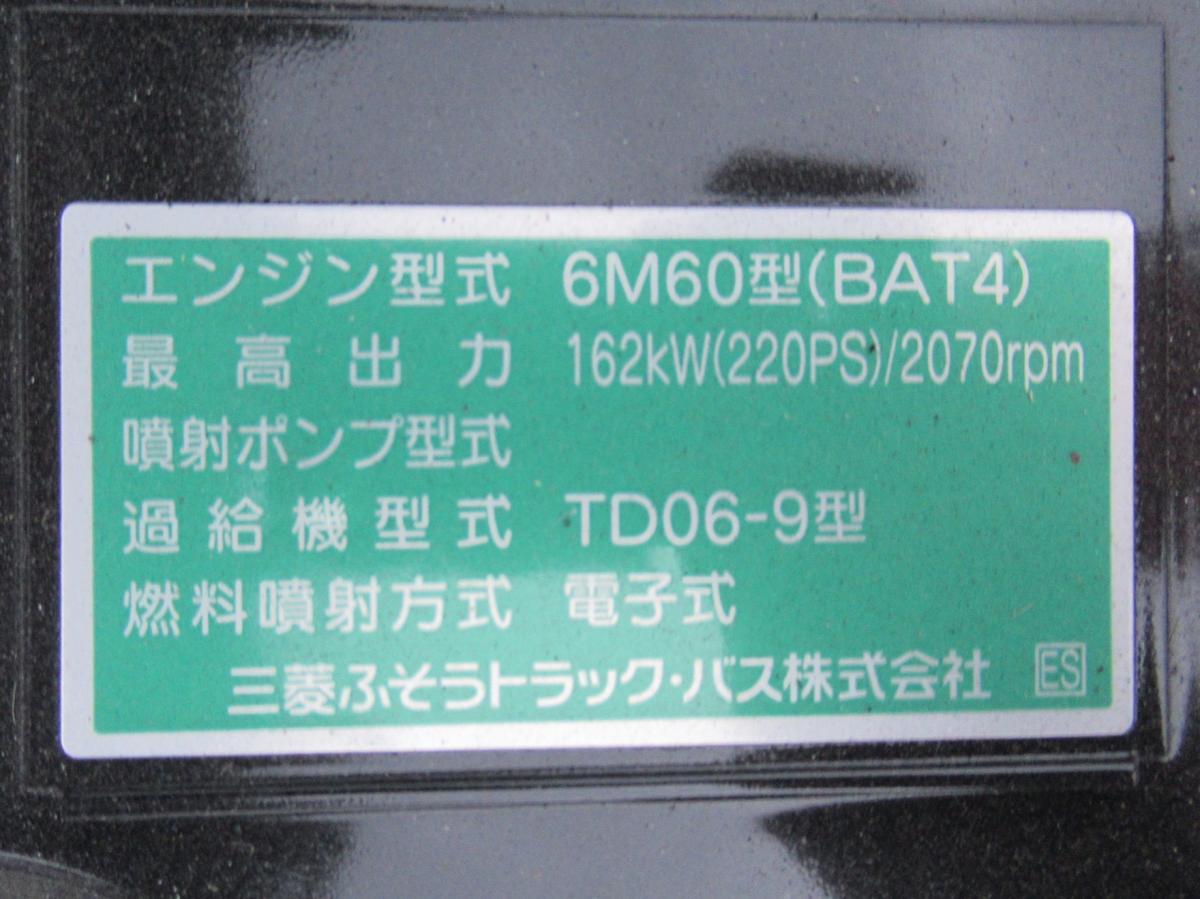 エンジン型式 6M60型(BAT4)
最高出力 162kW(220PS)/2070rpm
噴射ポンプ型式
過給機型式 TD06-9型
燃料噴射方式 電子式
三菱ふそうトラック・バス株式会社 ES